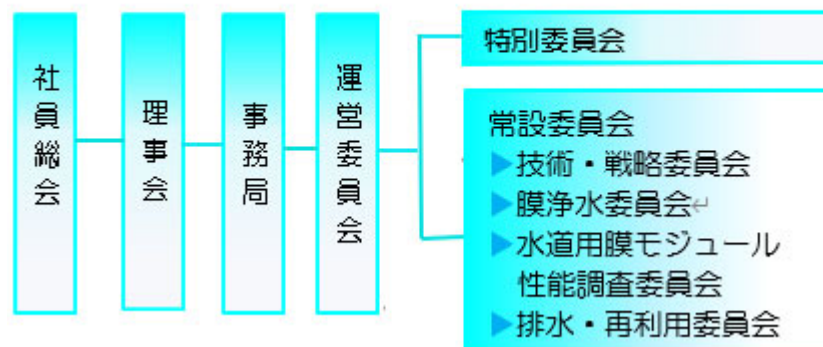 社員総会
理事会
事務局
運営委員会
特別委員会
常設委員会
▶技術・戦略委員会
▶膜浄水委員会↵
▶水道用膜モジュール
性能調査委員会
▶排水・再利用委員会